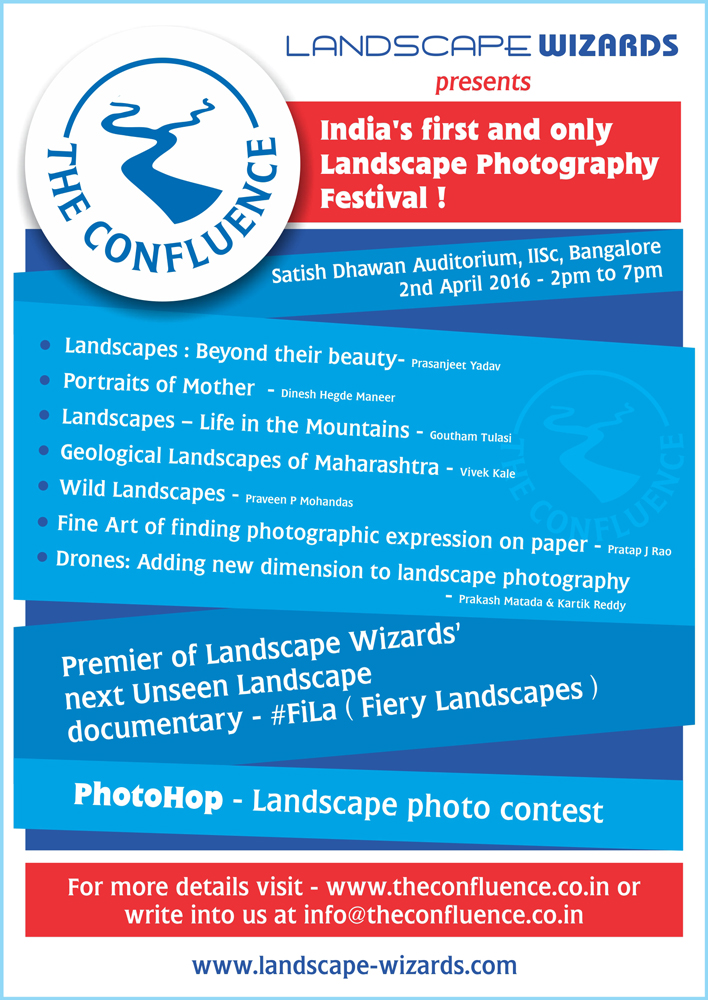 LANDSCAPE WIZARDS
presents
THE CONFLUENCE
India's first and only
Landscape Photography
Festival !
Satish Dhawan Auditorium, IISc, Bangalore
2nd April 2016 - 2pm to 7pm
• Landscapes : Beyond their beauty- Prasanjeet Yadav
• Portraits of Mother - Dinesh Hegde Maneer
• Landscapes – Life in the Mountains - Goutham Tulasi
• Geological Landscapes of Maharashtra - Vivek Kale
• Wild Landscapes - Praveen P Mohandas
• Fine Art of finding photographic expression on paper - Pratap J Rao
• Drones: Adding new dimension to landscape photography
- Prakash Matada & Kartik Reddy
THE CONFLUENCE
Premier of Landscape Wizards'
next Unseen Landscape
documentary - #FiLa ( Fiery Landscapes )
PhotoHop - Landscape photo contest
For more details visit - www.theconfluence.co.in or
write into us at info@theconfluence.co.in
www.landscape-wizards.com